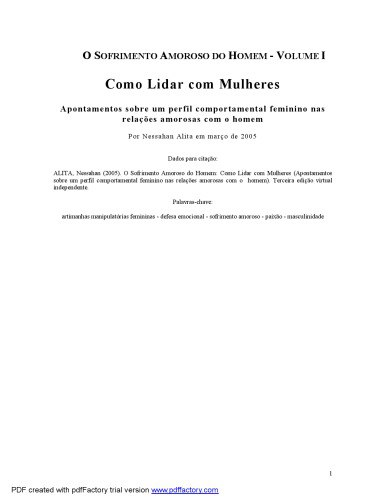 O SOFRIMENTO AMOROSO DO HOMEM - VOLUME I
Como Lidar com Mulheres
Apontamentos sobre um perfil comportamental feminino nas
relações amorosas com o homem
Por Nessahan Alita em março de 2005
Dados para citação:
ALITA, Nessahan (2005). O Sofrimento Amoroso do Homem: Como Lidar com Mulheres (Apontamentos
sobre um perfil comportamental feminino nas relações amorosas com o homem). Terceira edição virtual
independente.
Palavras-chave:
artimanhas manipulatórias femininas - defesa emocional - sofrimento amoroso - paixão - masculinidade
1
PDF created with pdfFactory trial version www.pdffactory.com